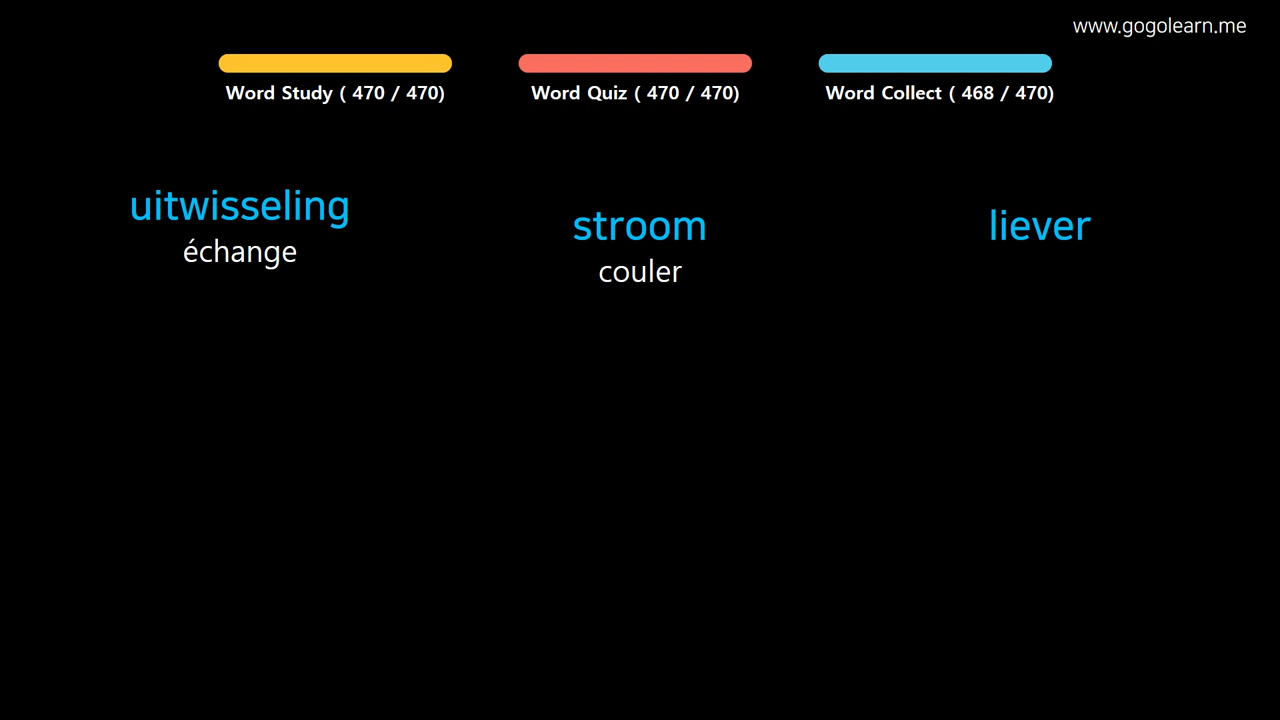 www.gogolearn.me
Word Study ( 470 / 470)
Word Quiz ( 470 / 470)
Word Collect ( 468 / 470)
uitwisseling
échange
stroom
couler
liever